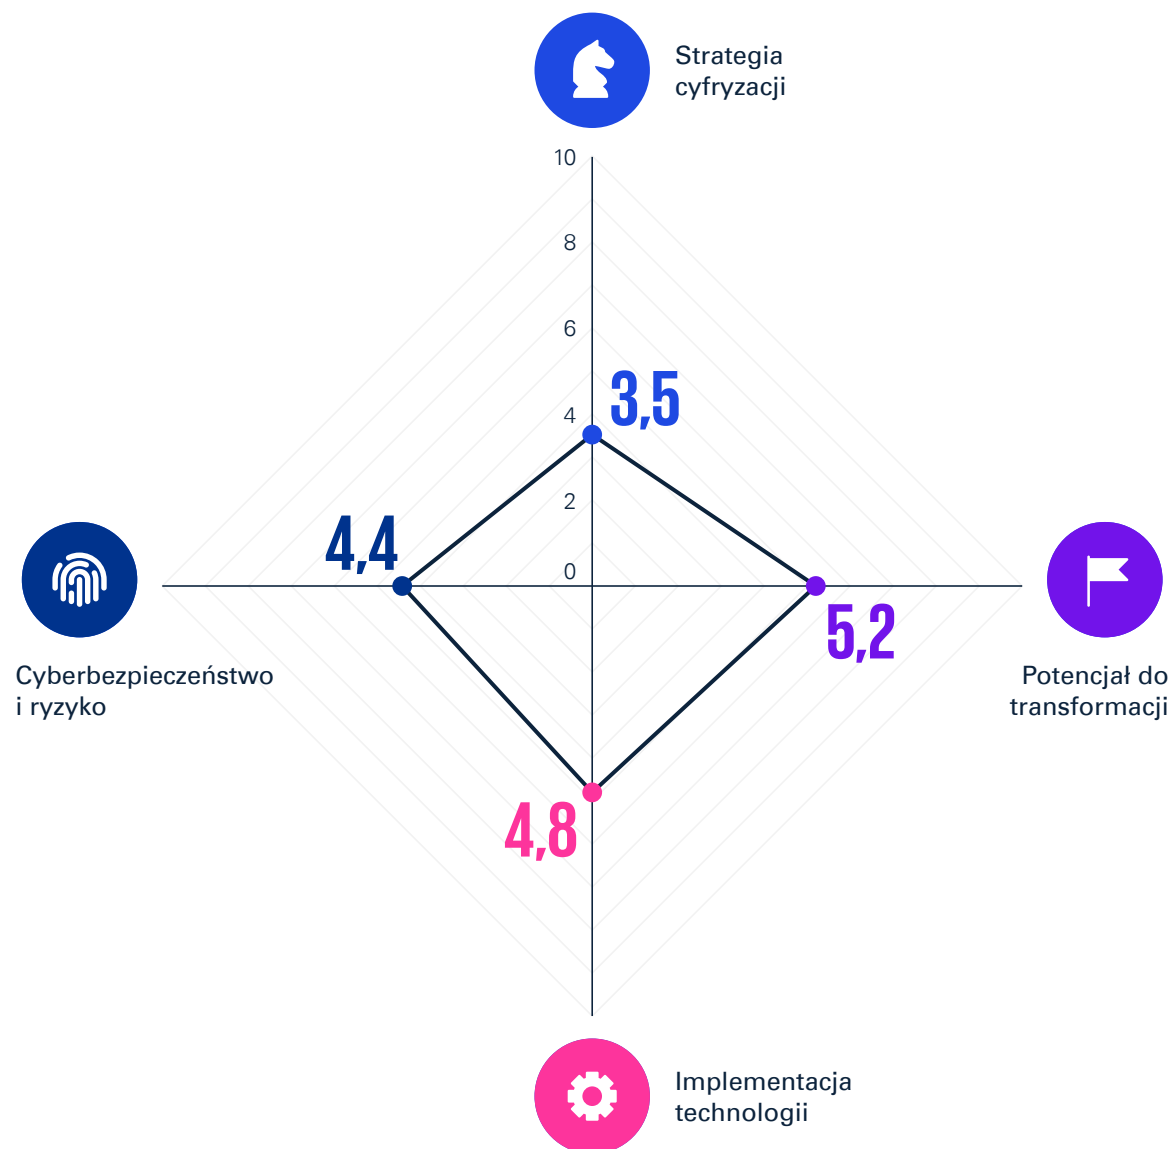 Strategia
cyfryzacji
10
8
6
4
3,5
2
4,4
0
5,2
Cyberbezpieczeństwo
i ryzyko
Potencjał do
transformacji
4,8
Implementacja
technologii